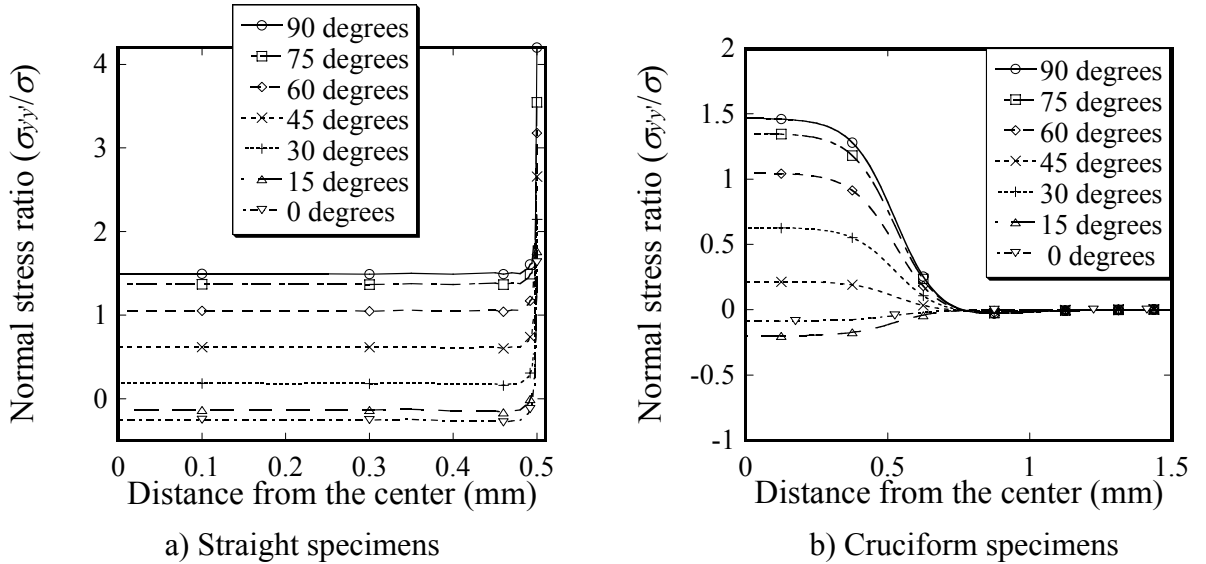 90 degrees
75 degrees
60 degrees
45 degrees
30 degrees
15 degrees
0 degrees
Normal stress ratio (σy'y'/σ)
4
3
2
1
0
0
0.1
0.2
0.3
0.4
0.5
Distance from the center (mm)
a) Straight specimens
90 degrees
75 degrees
60 degrees
45 degrees
30 degrees
15 degrees
0 degrees
Normal stress ratio (σy'y'/σ)
2
1.5
1
0.5
0
-0.5
-1
0
0.5
1
1.5
Distance from the center (mm)
b) Cruciform specimens